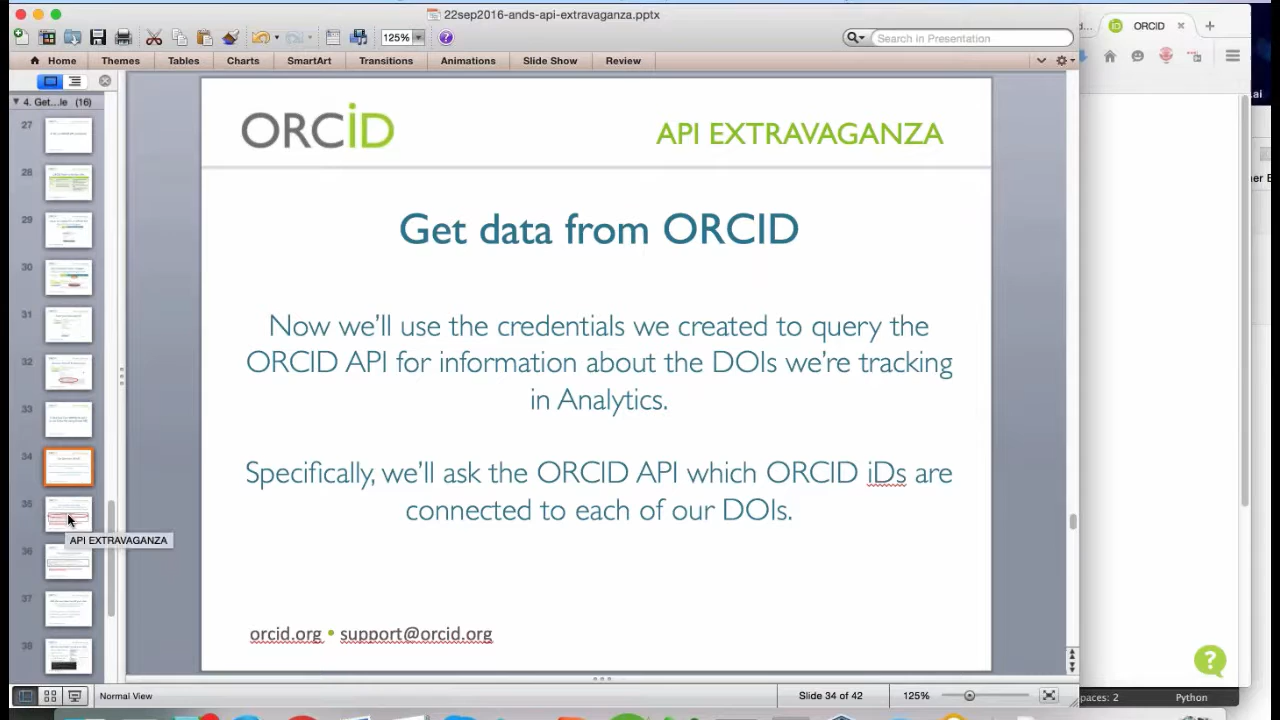 22sep2016-ands-api-extravaganza.pptx
125%
Search in Presentation
Home Themes Tables Charts SmartArt Transitions Animations Slide Show Review
4. Get...le (16)
27
28
29
30
31
32
33
34
35
36
37
38
API EXTRAVAGANZA
ORCID
API EXTRAVAGANZA
Get data from ORCID
Now we'll use the credentials we created to query the
ORCID API for information about the DOIs we're tracking
in Analytics.
Specifically, we'll ask the ORCID API which ORCID iDs are
connected to each of our DOIs.
orcid.org • support@orcid.org
Normal View
Slide 34 of 42
125%
iD ORCID
.ai
ner E
?
paces: 2
Python